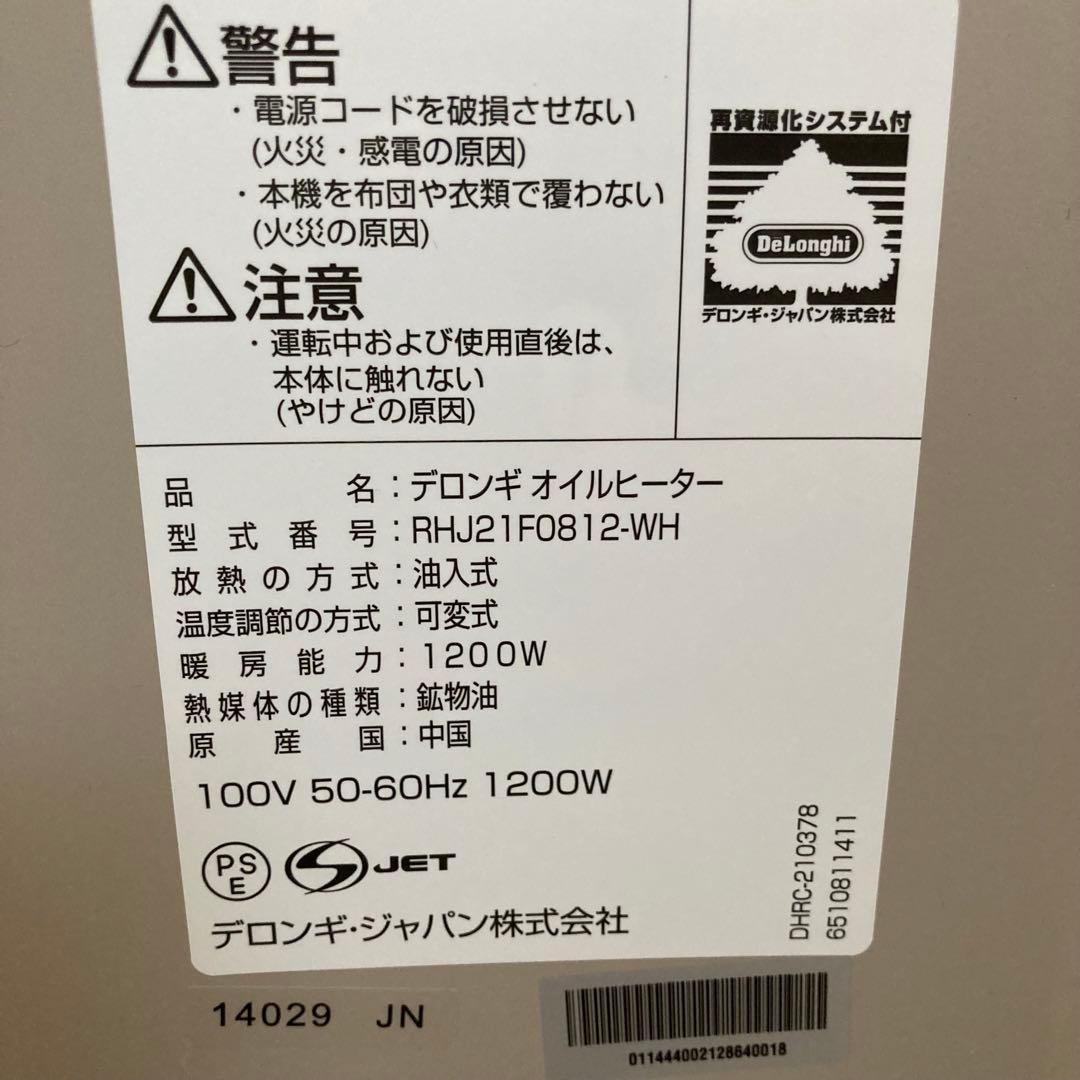 警告
・電源コードを破損させない
(火災・感電の原因)
・本機を布団や衣類で覆わない
(火災の原因)
注意
・運転中および使用直後は、
本体に触れない
(やけどの原因)
再資源化システム付
DeLonghi
デロンギ・ジャパン株式会社
品名：デロンギ オイルヒーター
型式番号：RHJ21F0812-WH
放熱の方式：油入式
温度調節の方式：可変式
暖房能力：1200W
熱媒体の種類：鉱物油
原産国：中国
100V 50-60Hz 1200W
PS
E
JET
デロンギ・ジャパン株式会社
DHRC-210378
6510811411
14029 JN
011444002128640018